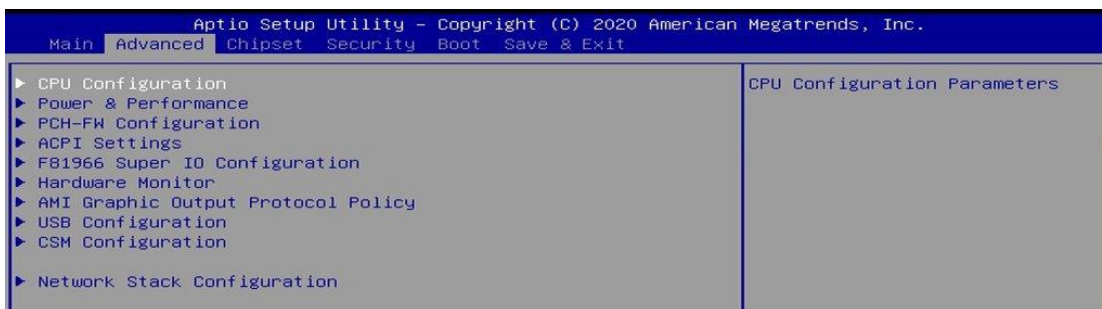 Aptio Setup Utility – Copyright (C) 2020 American Megatrends, Inc.
Main Advanced Chipset Security Boot Save & Exit
▶ CPU Configuration
CPU Configuration Parameters
▶ Power & Performance
▶ PCH-FW Configuration
▶ ACPI Settings
▶ F81966 Super IO Configuration
▶ Hardware Monitor
▶ AMI Graphic Output Protocol Policy
▶ USB Configuration
▶ CSM Configuration
▶ Network Stack Configuration